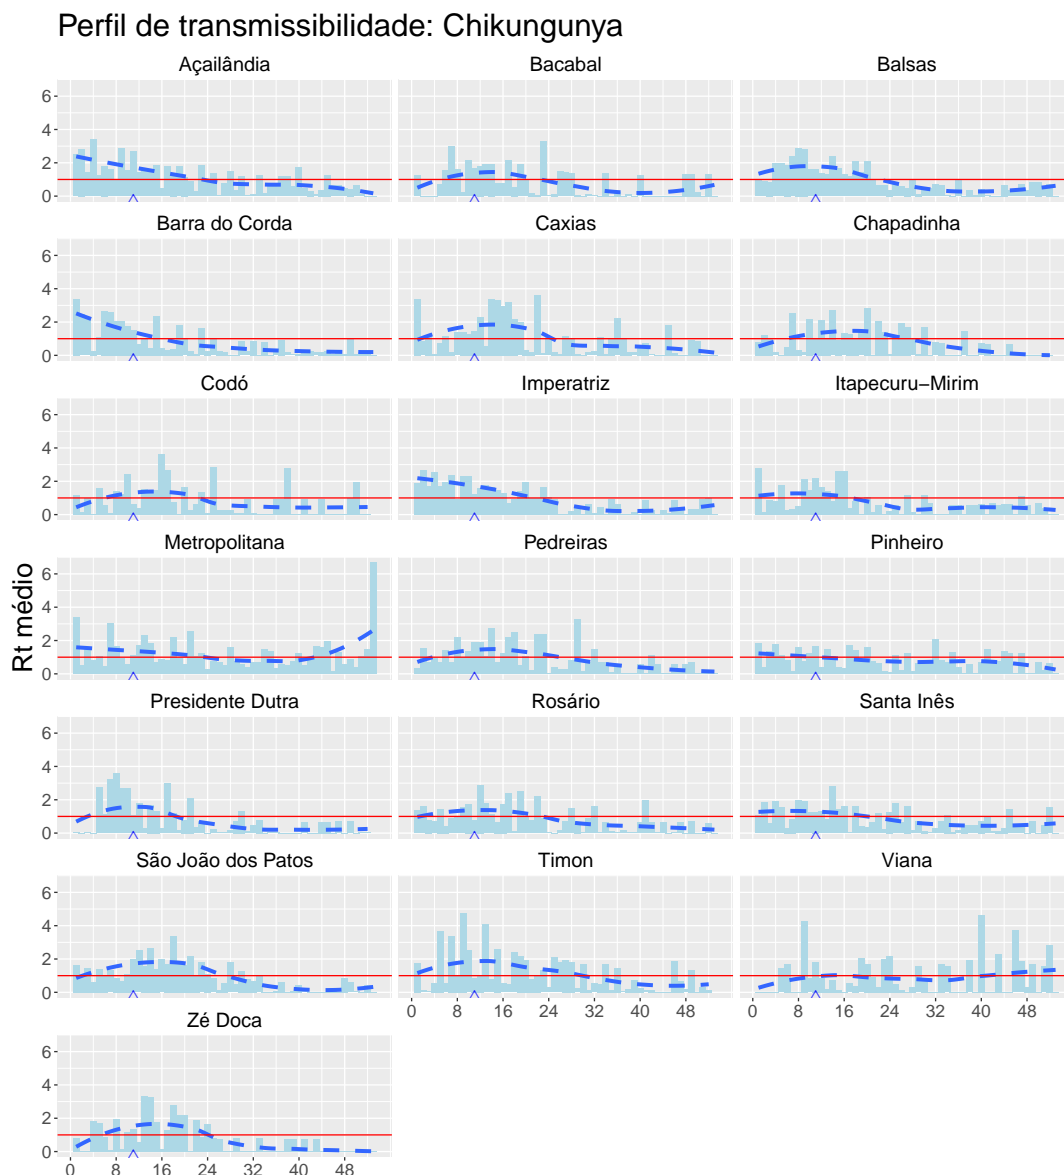 Perfil de transmissibilidade: Chikungunya
Açailândia Bacabal Balsas
6
4
2
0
Barra do Corda Caxias Chapadinha
6
4
2
0
Codó Imperatriz Itapecuru−Mirim
6
4
2
0
Metropolitana Pedreiras Pinheiro
6
4
2
0
Rt médio
Presidente Dutra Rosário Santa Inês
6
4
2
0
São João dos Patos Timon Viana
6
4
2
0
0 8 16 24 32 40 48 0 8 16 24 32 40 48
Zé Doca
6
4
2
0
0 8 16 24 32 40 48